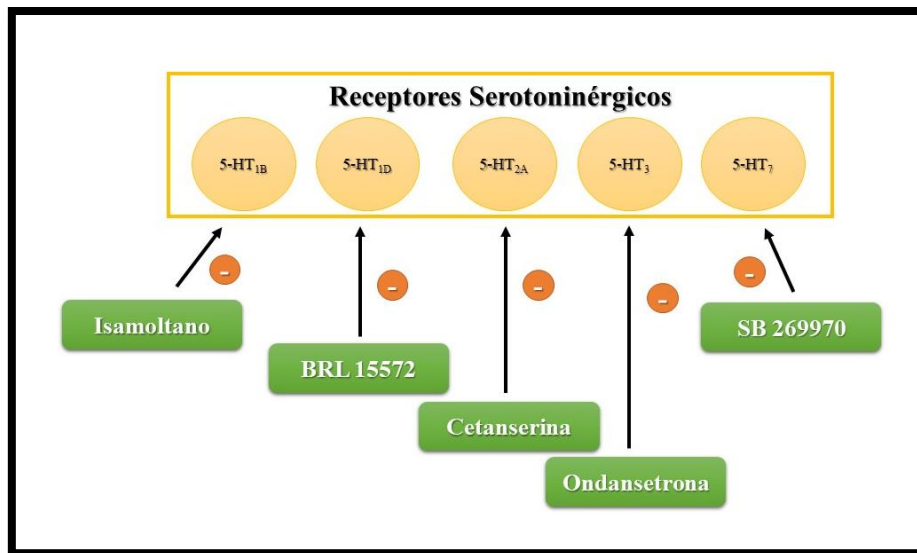 Receptores Serotoninérgicos
5-HT1B
5-HT1D
5-HT2A
5-HT3
5-HT7
-
-
-
-
-
Isamoltano
SB 269970
BRL 15572
Cetanserina
Ondansetrona